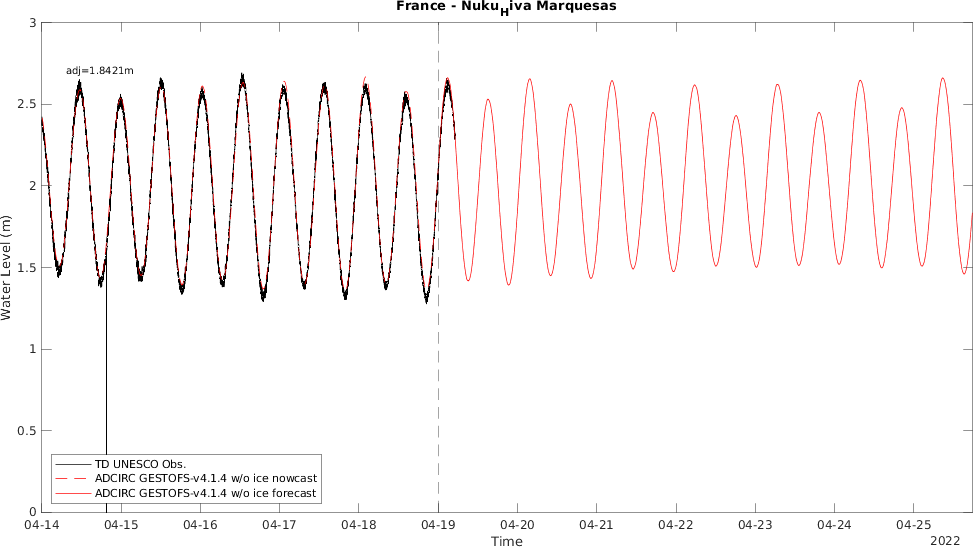 France - Nuku_Hiva Marquesas
3
adj=1.8421m
2.5
2
1.5
1
0.5
0
Water Level (m)
TD UNESCO Obs.
ADCIRC GESTOFS-v4.1.4 w/o ice nowcast
ADCIRC GESTOFS-v4.1.4 w/o ice forecast
04-14 04-15 04-16 04-17 04-18 04-19 04-20 04-21 04-22 04-23 04-24 04-25
Time
2022